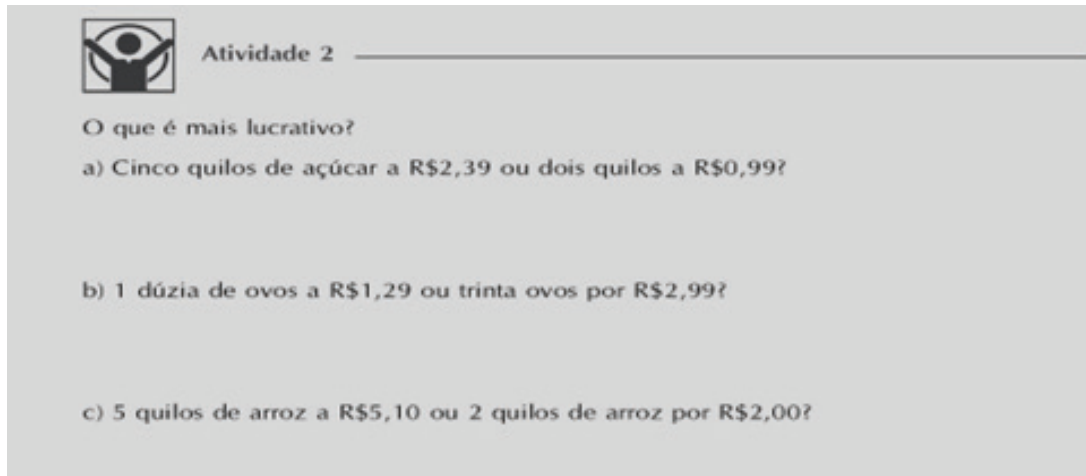 Atividade 2
O que é mais lucrativo?
a) Cinco quilos de açúcar a R$2,39 ou dois quilos a R$0,99?
b) 1 dúzia de ovos a R$1,29 ou trinta ovos por R$2,99?
c) 5 quilos de arroz a R$5,10 ou 2 quilos de arroz por R$2,00?